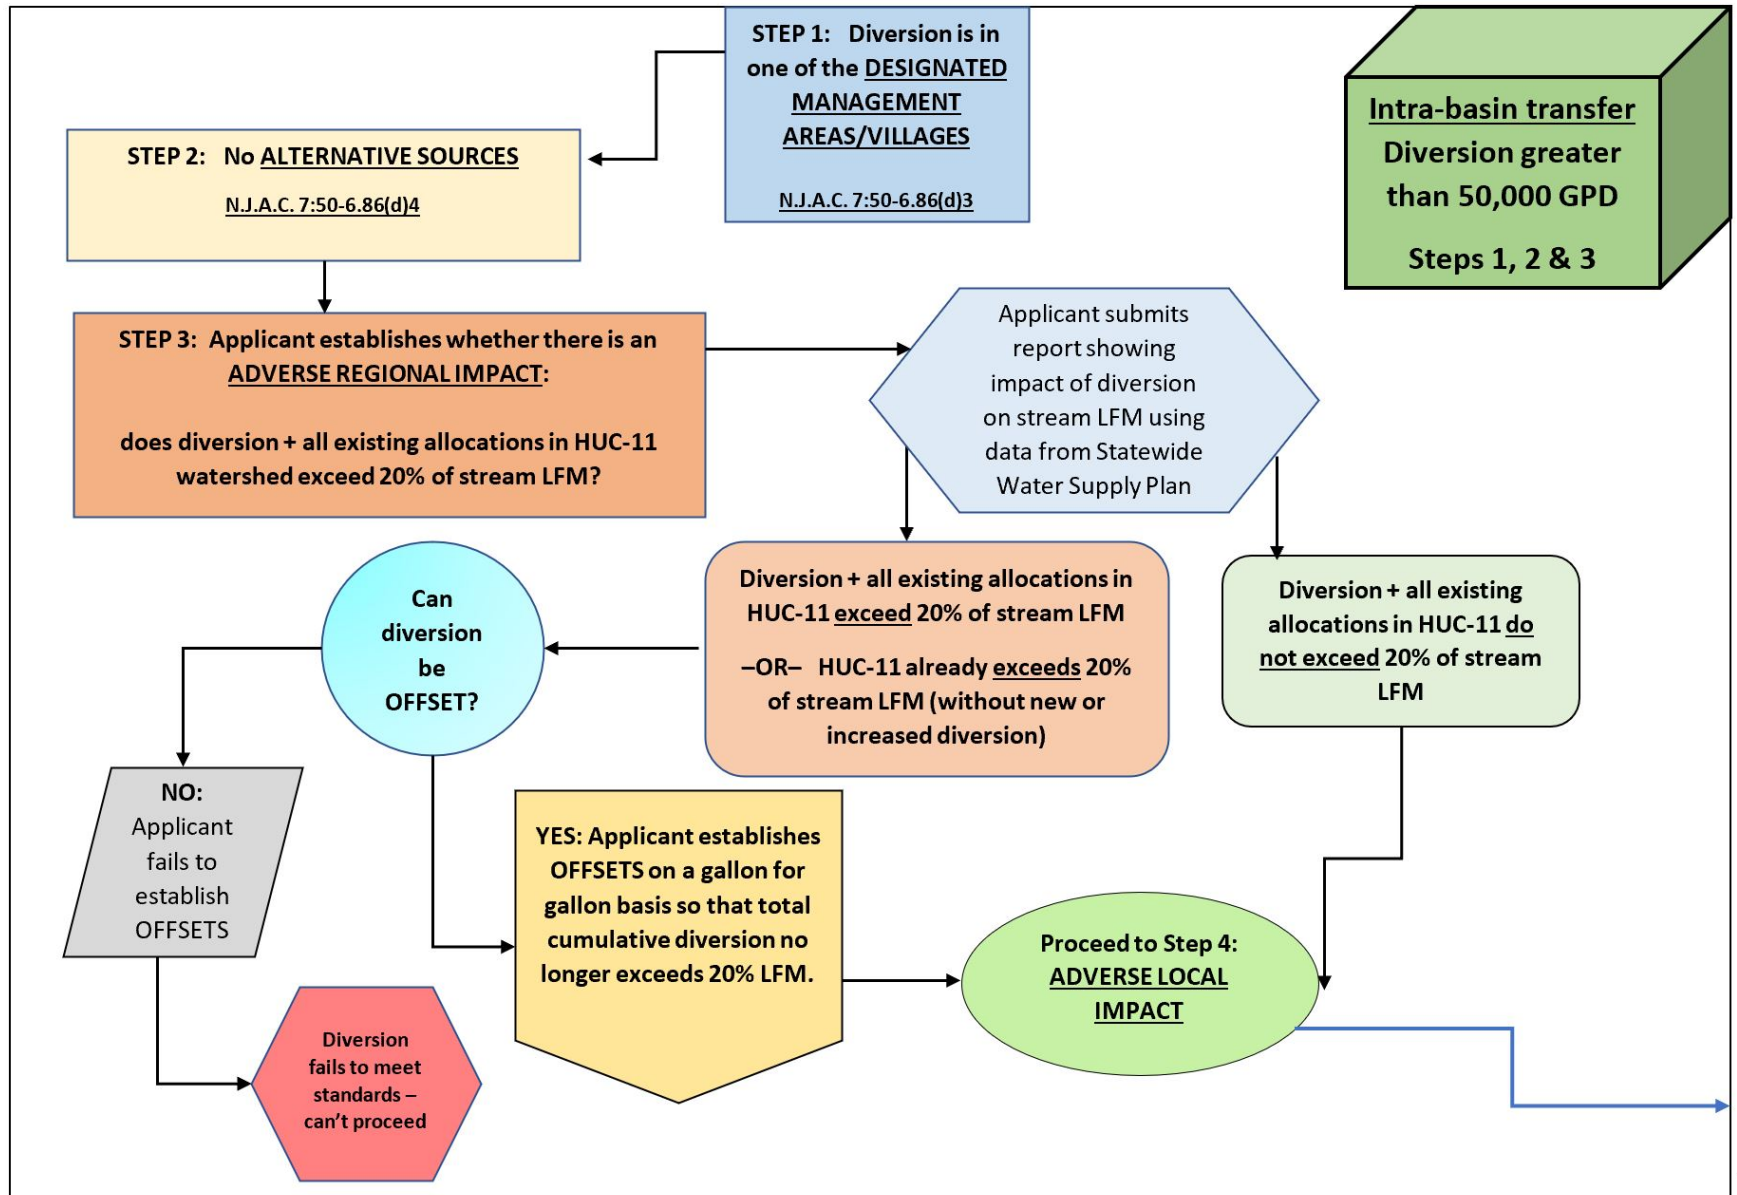 STEP 1: Diversion is in
one of the DESIGNATED
MANAGEMENT
AREAS/VILLAGES
N.J.A.C. 7:50-6.86(d)3
Intra-basin transfer
Diversion greater
than 50,000 GPD
Steps 1, 2 & 3
STEP 2: No ALTERNATIVE SOURCES
N.J.A.C. 7:50-6.86(d)4
STEP 3: Applicant establishes whether there is an
ADVERSE REGIONAL IMPACT:
does diversion + all existing allocations in HUC-11
watershed exceed 20% of stream LFM?
Applicant submits
report showing
impact of diversion
on stream LFM using
data from Statewide
Water Supply Plan
Diversion + all existing allocations in
HUC-11 exceed 20% of stream LFM
–OR– HUC-11 already exceeds 20%
of stream LFM (without new or
increased diversion)
Diversion + all existing
allocations in HUC-11 do
not exceed 20% of stream
LFM
Can
diversion
be
OFFSET?
NO:
Applicant
fails to
establish
OFFSETS
YES: Applicant establishes
OFFSETS on a gallon for
gallon basis so that total
cumulative diversion no
longer exceeds 20% LFM.
Proceed to Step 4:
ADVERSE LOCAL
IMPACT
Diversion
fails to meet
standards –
can't proceed